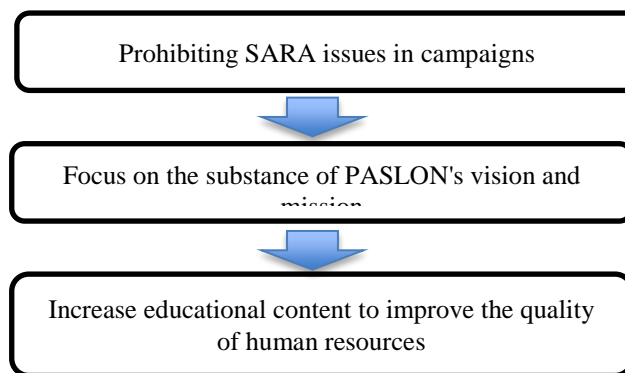 Prohibiting SARA issues in campaigns
Focus on the substance of PASLON's vision and
mission
Increase educational content to improve the quality
of human resources